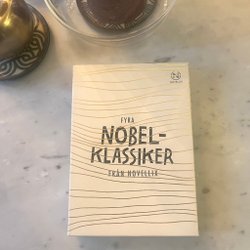 FYRA
NOBEL-
KLASSIKER
FRÅN NOVELLIX